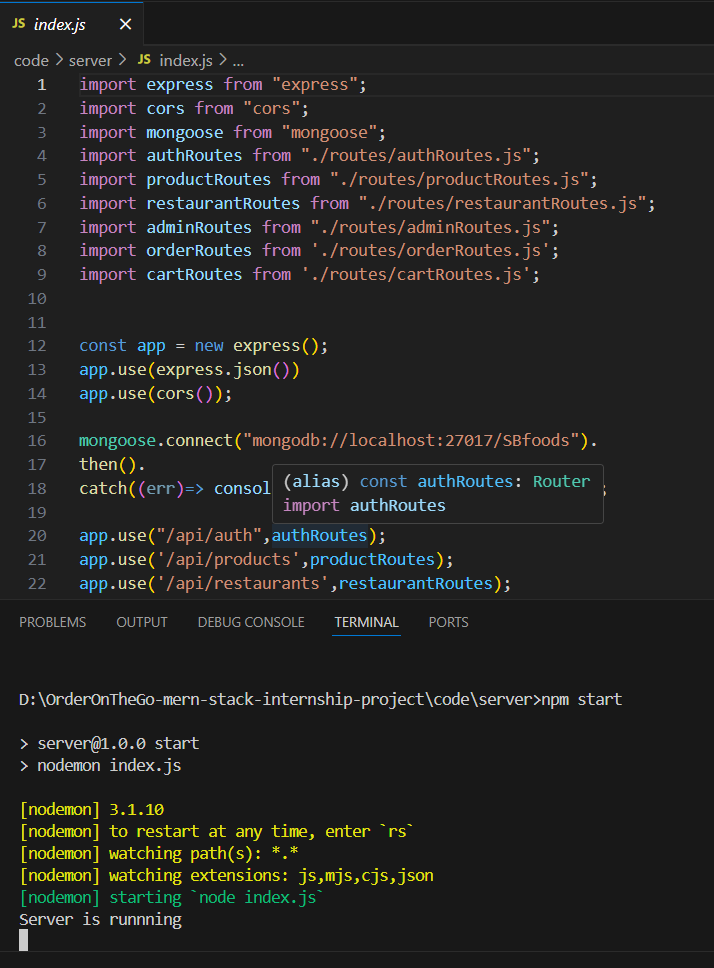 JS index.js ×
code > server > JS index.js > ...
1 import express from "express";
2 import cors from "cors";
3 import mongoose from "mongoose";
4 import authRoutes from "./routes/authRoutes.js";
5 import productRoutes from "./routes/productRoutes.js";
6 import restaurantRoutes from "./routes/restaurantRoutes.js";
7 import adminRoutes from "./routes/adminRoutes.js";
8 import orderRoutes from './routes/orderRoutes.js';
9 import cartRoutes from './routes/cartRoutes.js';
10
11
12 const app = new express();
13 app.use(express.json())
14 app.use(cors());
15
16 mongoose.connect("mongodb://localhost:27017/SBfoods").
17 then().
18 catch((err)=> consol ;
(alias) const authRoutes: Router
import authRoutes
19
20 app.use("/api/auth",authRoutes);
21 app.use('/api/products',productRoutes);
22 app.use('/api/restaurants',restaurantRoutes);
PROBLEMS OUTPUT DEBUG CONSOLE TERMINAL PORTS
D:\OrderOnTheGo-mern-stack-internship-project\code\server>npm start
> server@1.0.0 start
> nodemon index.js
[nodemon] 3.1.10
[nodemon] to restart at any time, enter `rs`
[nodemon] watching path(s): *.*
[nodemon] watching extensions: js,mjs,cjs,json
[nodemon] starting `node index.js`
Server is runnning